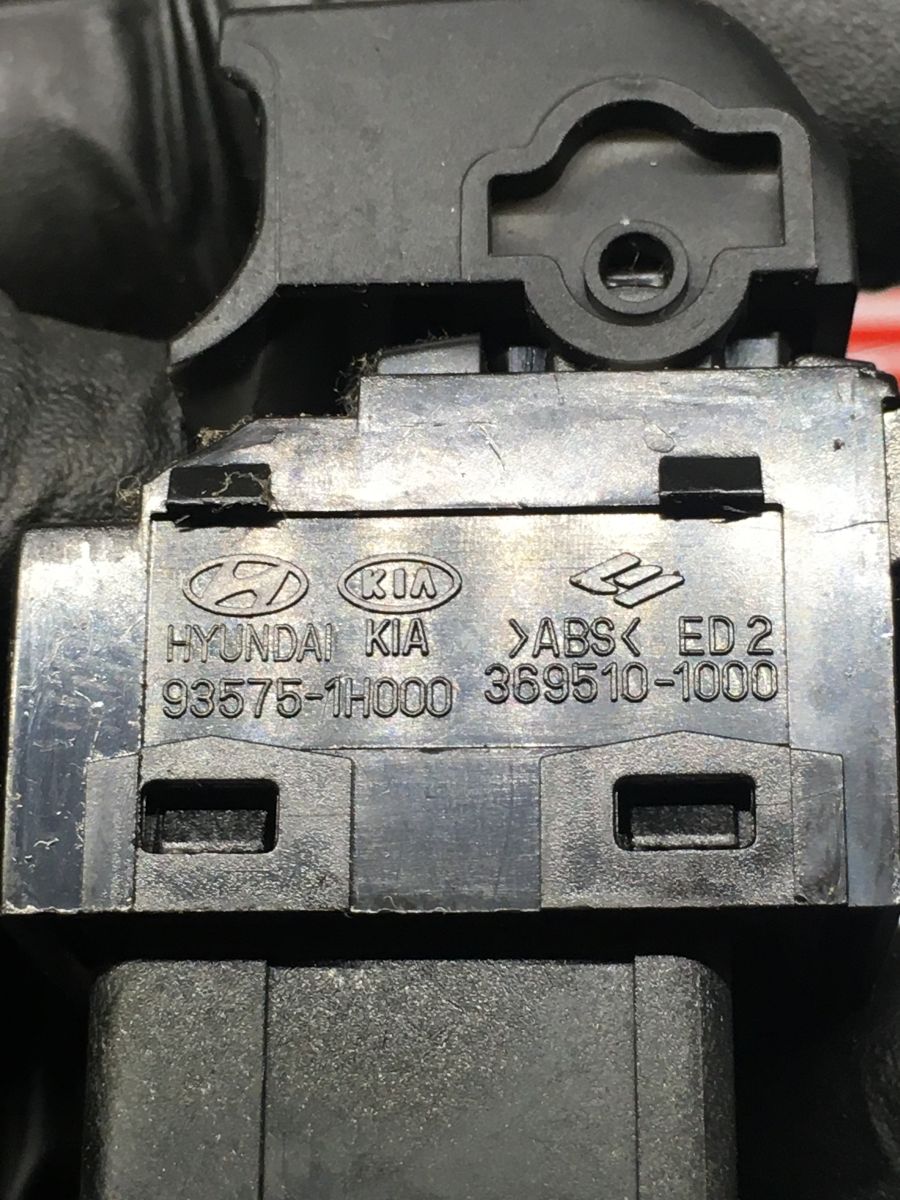 KIA
HYUNDAI KIA >ABS< ED 2
93575-1H000 369510-1000